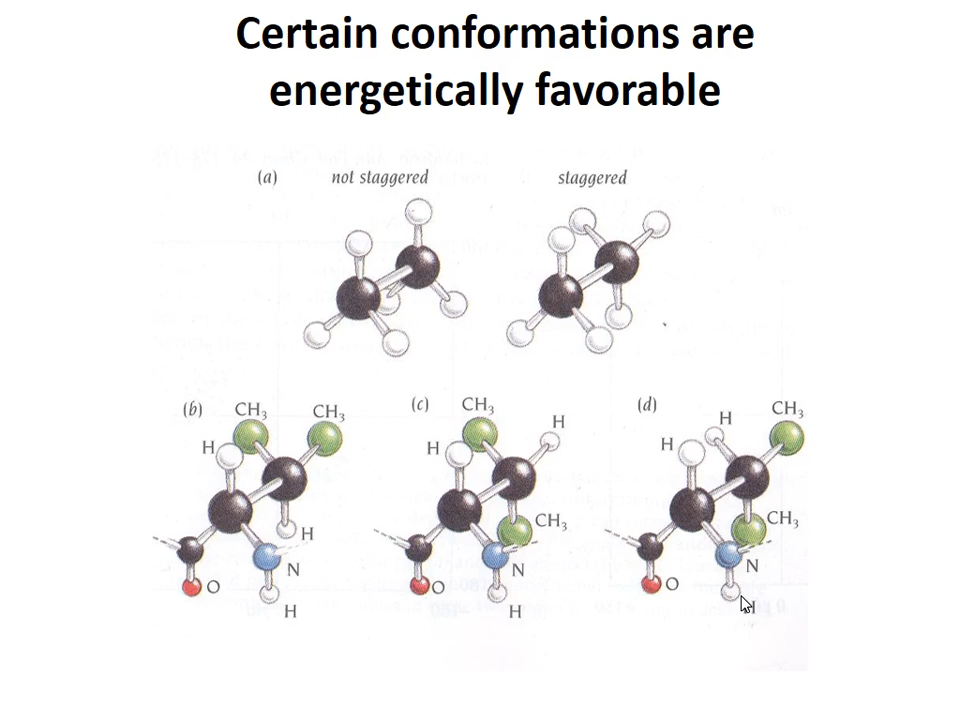 Certain conformations are
energetically favorable
(a) not staggered staggered
(b) CH3 CH3 (c) CH3 H (d) H CH3
H H H
H CH3 CH3
N N N
O O O
H H H